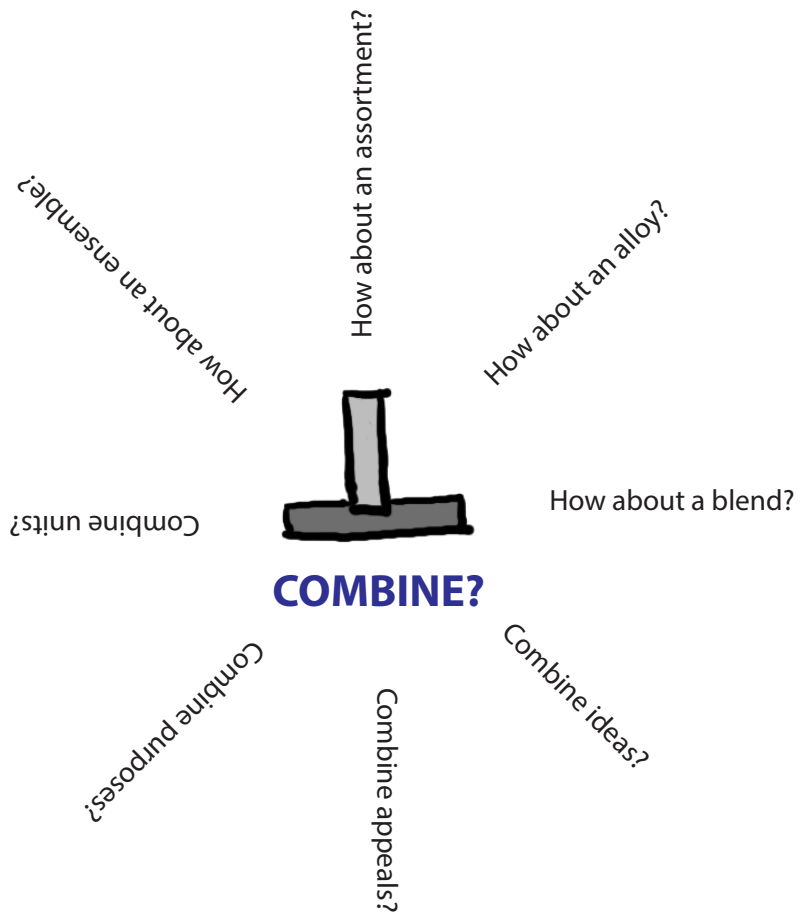 How about an assortment?
How about an alloy?
How about a blend?
Combine ideas?
Combine appeals?
Combine purposes?
Combine units?
How about an ensemble?
COMBINE?